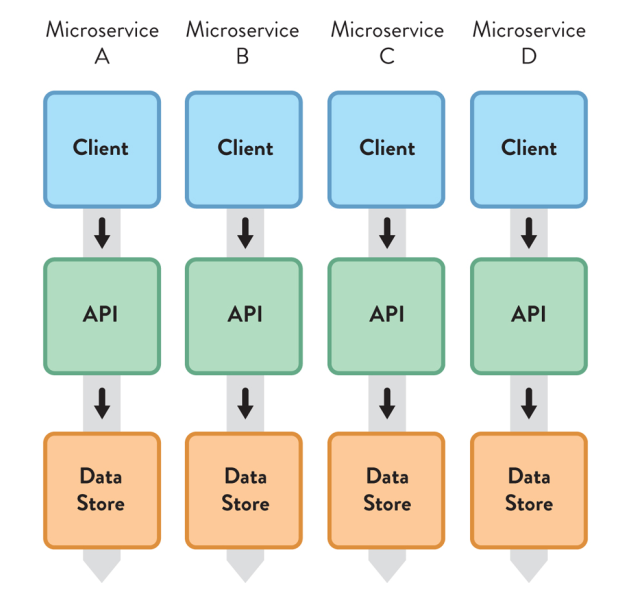 Microservice
A
Microservice
B
Microservice
C
Microservice
D
Client
Client
Client
Client
API
API
API
API
Data
Store
Data
Store
Data
Store
Data
Store